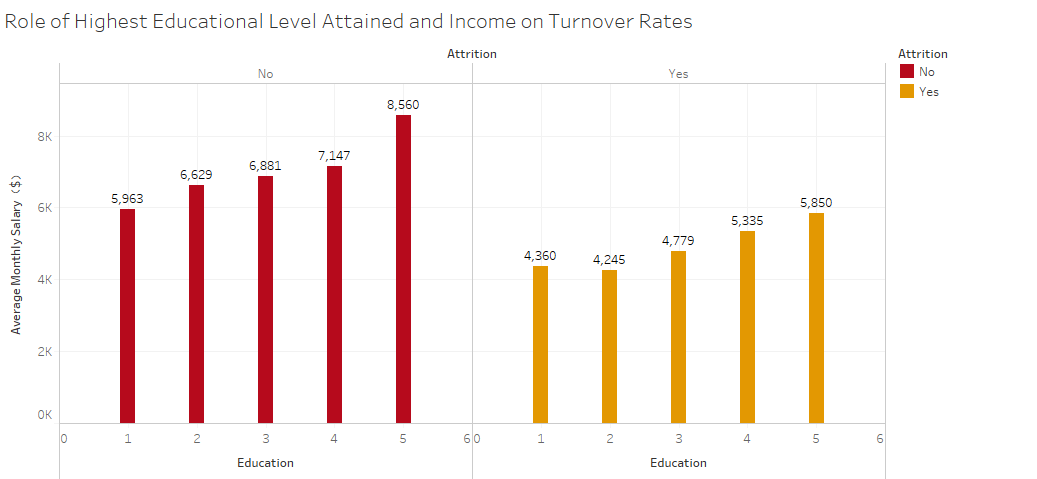 Role of Highest Educational Level Attained and Income on Turnover Rates
Attrition
No Yes
Attrition
No
Yes
Average Monthly Salary ($)
8K
6K
4K
2K
0K
5,963
6,629
6,881
7,147
8,560
4,360
4,245
4,779
5,335
5,850
0 1 2 3 4 5 6 0 1 2 3 4 5 6
Education Education